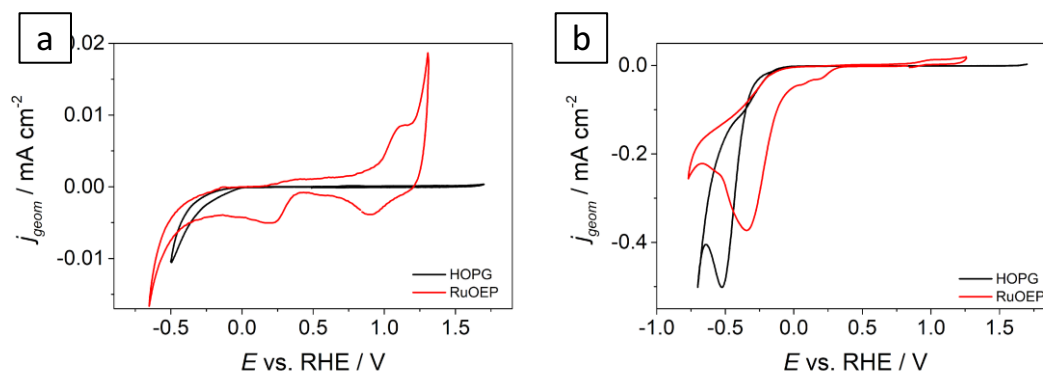 a
0.02
0.01
0.00
-0.01
j geom / mA cm-2
-0.5 0.0 0.5 1.0 1.5
E vs. RHE / V
HOPG
RuOEP
b
0.0
-0.2
-0.4
j geom / mA cm-2
-1.0 -0.5 0.0 0.5 1.0 1.5
E vs. RHE / V
HOPG
RuOEP